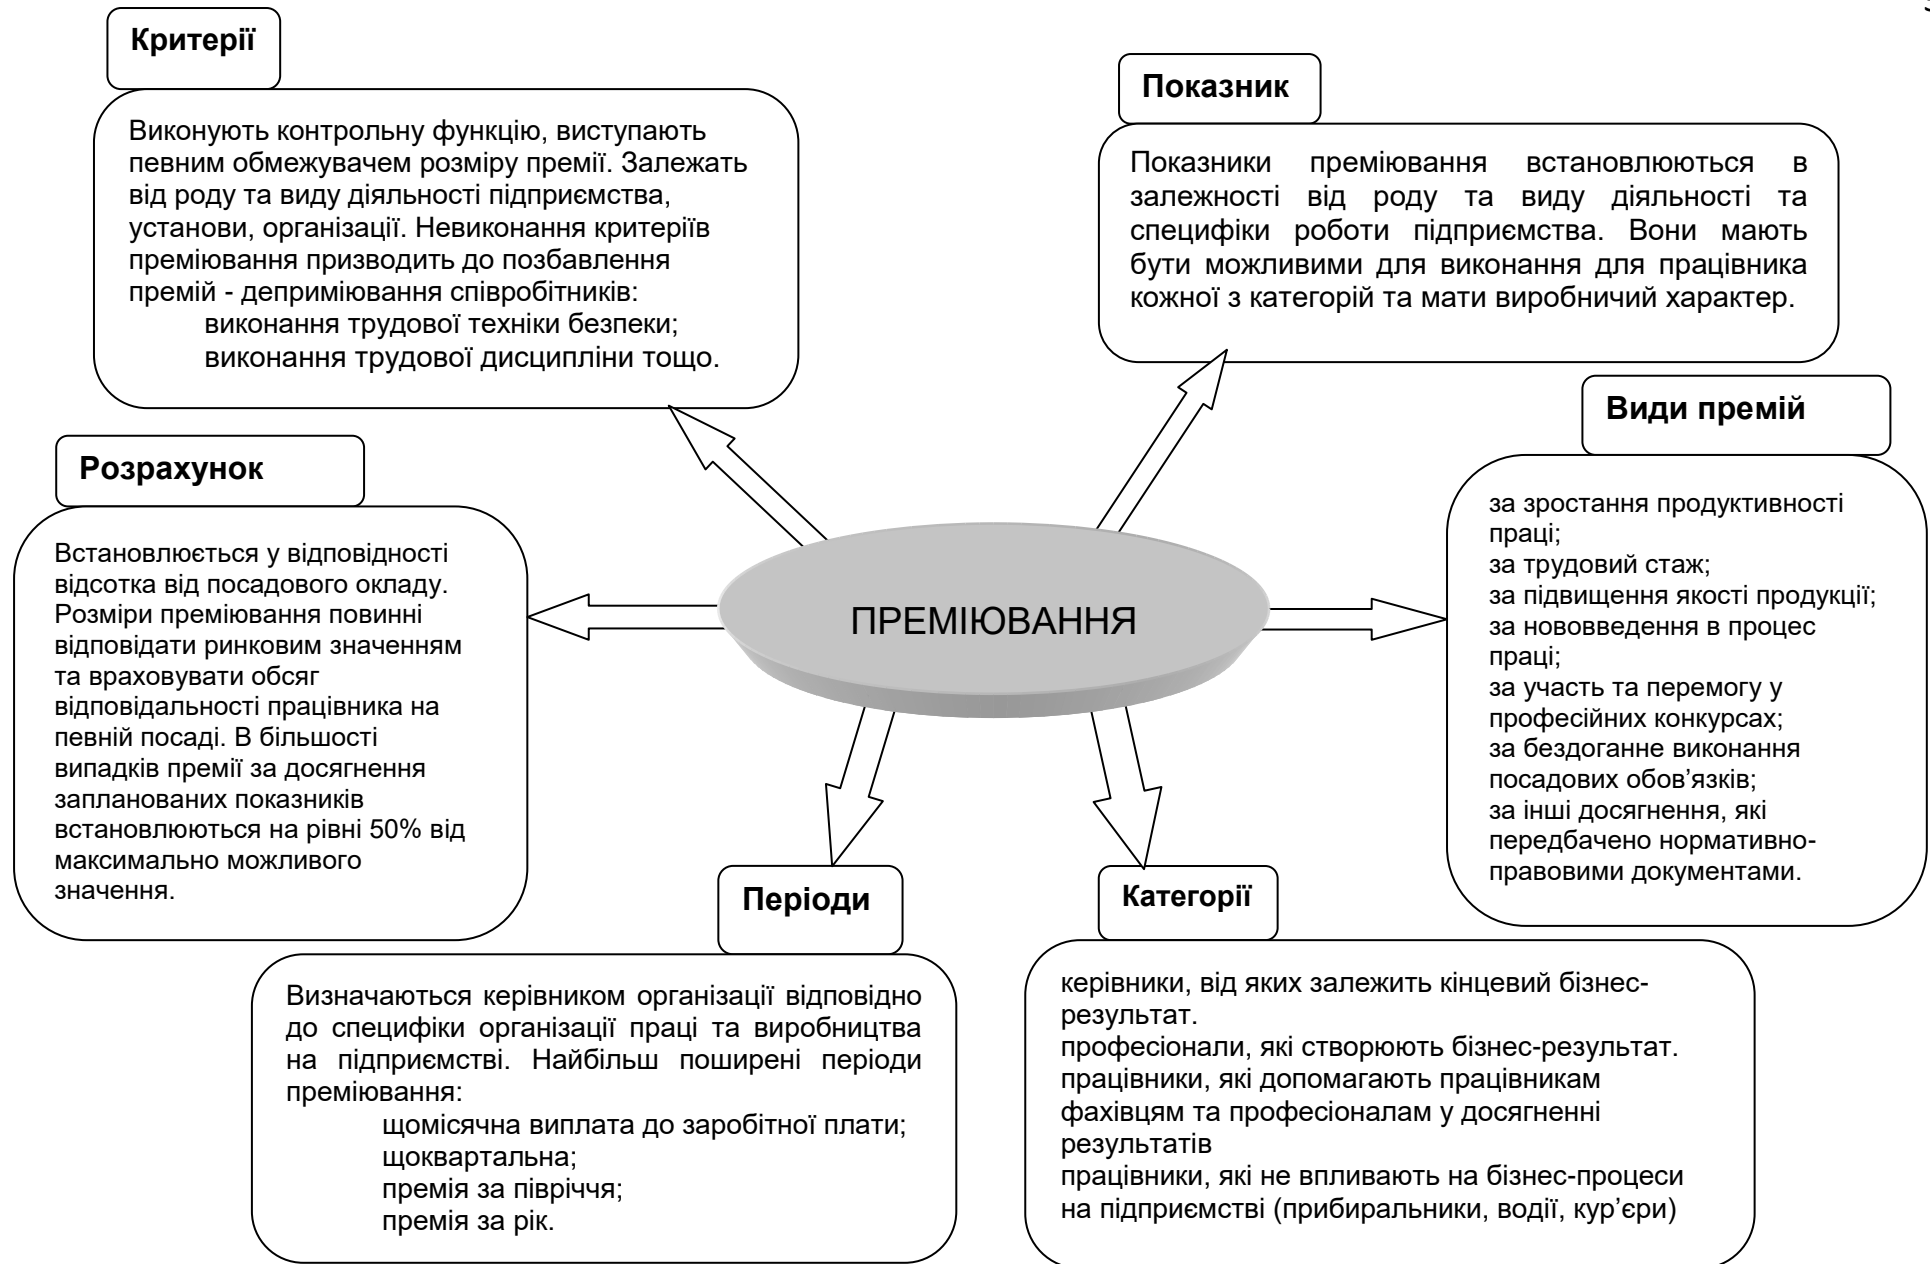 Критерії
Виконують контрольну функцію, виступають
певним обмежувачем розміру премії. Залежать
від роду та виду діяльності підприємства,
установи, організації. Невиконання критеріїв
преміювання призводить до позбавлення
премій - деприміювання співробітників:
виконання трудової техніки безпеки;
виконання трудової дисципліни тощо.
Показник
Показники преміювання встановлюються в
залежності від роду та виду діяльності та
специфіки роботи підприємства. Вони мають
бути можливими для виконання для працівника
кожної з категорій та мати виробничий характер.
Розрахунок
Встановлюється у відповідності
відсотка від посадового окладу.
Розміри преміювання повинні
відповідати ринковим значенням
та враховувати обсяг
відповідальності працівника на
певній посаді. В більшості
випадків премії за досягнення
запланованих показників
встановлюються на рівні 50% від
максимально можливого
значення.
ПРЕМІЮВАННЯ
Види премій
за зростання продуктивності
праці;
за трудовий стаж;
за підвищення якості продукції;
за нововведення в процес
праці;
за участь та перемогу у
професійних конкурсах;
за бездоганне виконання
посадових обов’язків;
за інші досягнення, які
передбачено нормативно-
правовими документами.
Періоди
Визначаються керівником організації відповідно
до специфіки організації праці та виробництва
на підприємстві. Найбільш поширені періоди
преміювання:
щомісячна виплата до заробітної плати;
щоквартальна;
премія за півріччя;
премія за рік.
Категорії
керівники, від яких залежить кінцевий бізнес-
результат.
професіонали, які створюють бізнес-результат.
працівники, які допомагають працівникам
фахівцям та професіоналам у досягненні
результатів
працівники, які не впливають на бізнес-процеси
на підприємстві (прибиральники, водії, кур’єри)